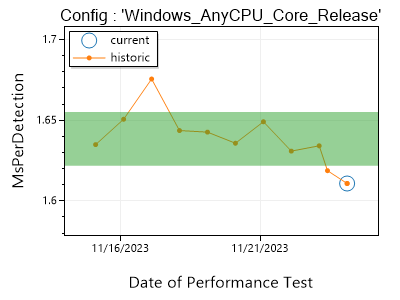 Config : 'Windows_AnyCPU_Core_Release'
1.7
current
historic
1.65
1.6
MsPerDetection
11/16/2023
11/21/2023
Date of Performance Test